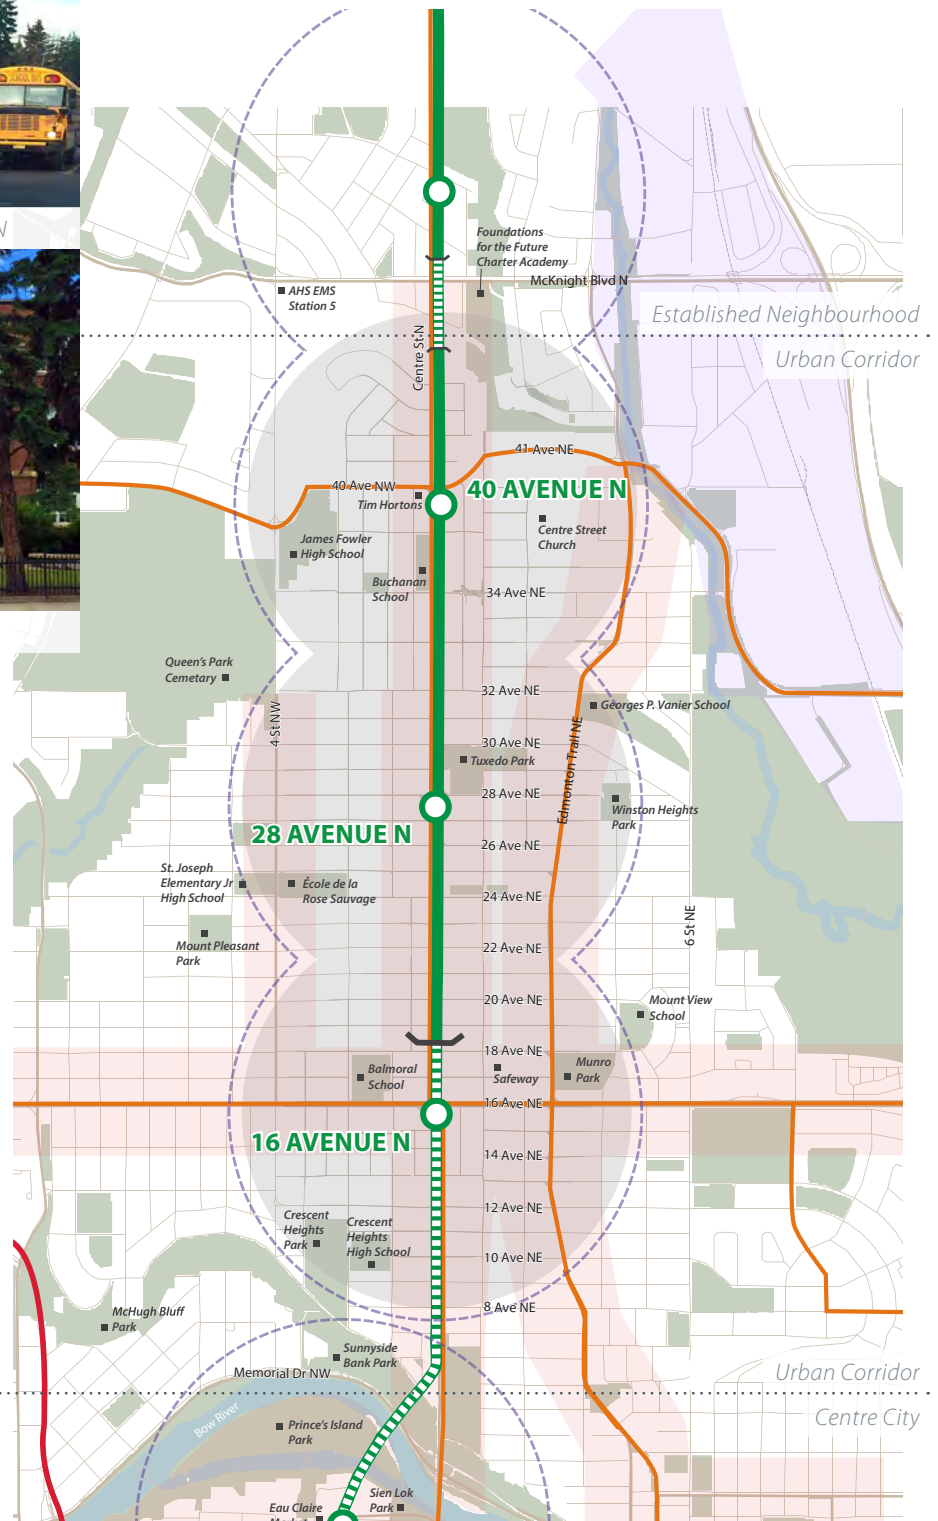 SCHOOL BUS
N
Foundations
for the Future
Charter Academy
McKnight Blvd N
AHS EMS
Station 5
Established Neighbourhood
Urban Corridor
Centre St N
41 Ave NE
40 Ave NW
40 AVENUE N
Tim Hortons
Centre Street
Church
James Fowler
High School
Buchanan
School
34 Ave NE
Queen's Park
Cemetary
32 Ave NE
Georges P. Vanier School
4 St NW
30 Ave NE
Tuxedo Park
Edmonton Trail NE
28 Ave NE
Winston Heights
Park
28 AVENUE N
26 Ave NE
St. Joseph
Elementary Jr
High School
École de la
Rose Sauvage
24 Ave NE
6 St NE
Mount Pleasant
Park
22 Ave NE
20 Ave NE
Mount View
School
18 Ave NE
Balmoral
School
Safeway
Munro
Park
16 Ave NE
16 AVENUE N
14 Ave NE
12 Ave NE
Crescent
Heights
Park
Crescent
Heights
High School
10 Ave NE
8 Ave NE
McHugh Bluff
Park
Sunnyside
Bank Park
Memorial Dr NW
Urban Corridor
Centre City
Bow River
Prince's Island
Park
Sien Lok
Park
Eau Claire